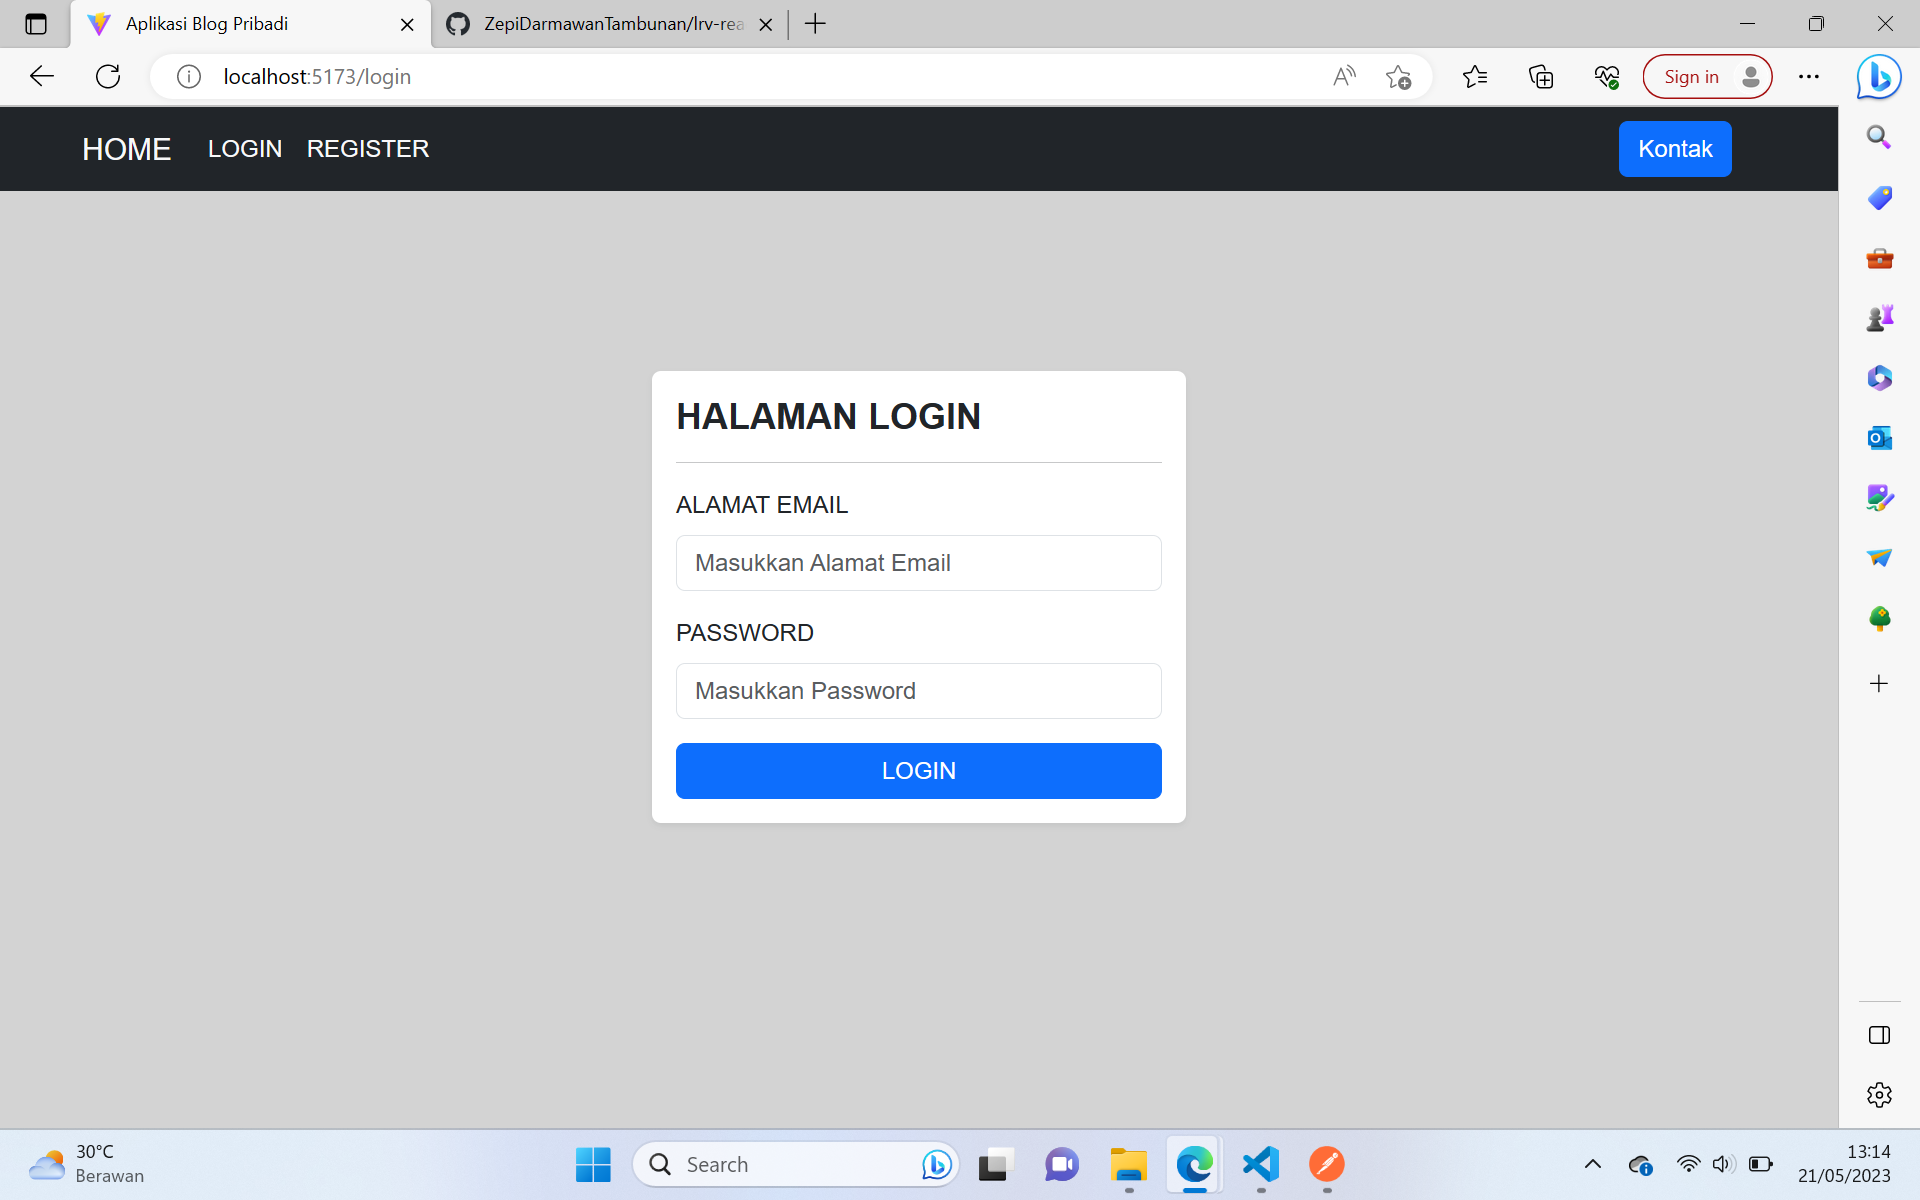 Aplikasi Blog Pribadi
ZepiDarmawanTambunan/lrv-rea
localhost:5173/login
Sign in
HOME LOGIN REGISTER Kontak
HALAMAN LOGIN
ALAMAT EMAIL
Masukkan Alamat Email
PASSWORD
Masukkan Password
LOGIN
30°C
Berawan
Search
13:14
21/05/2023